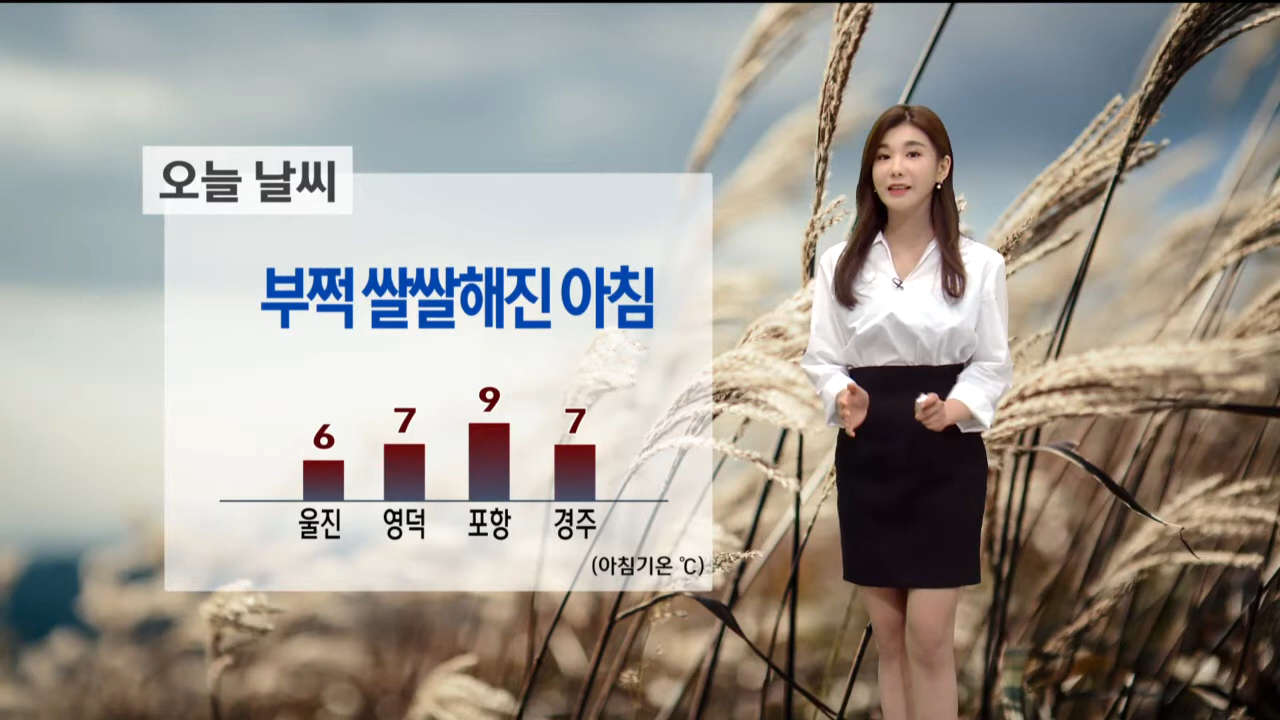 오늘 날씨
부쩍 쌀쌀해진 아침
6 7 9 7
울진 영덕 포항 경주
(아침기온 ℃)